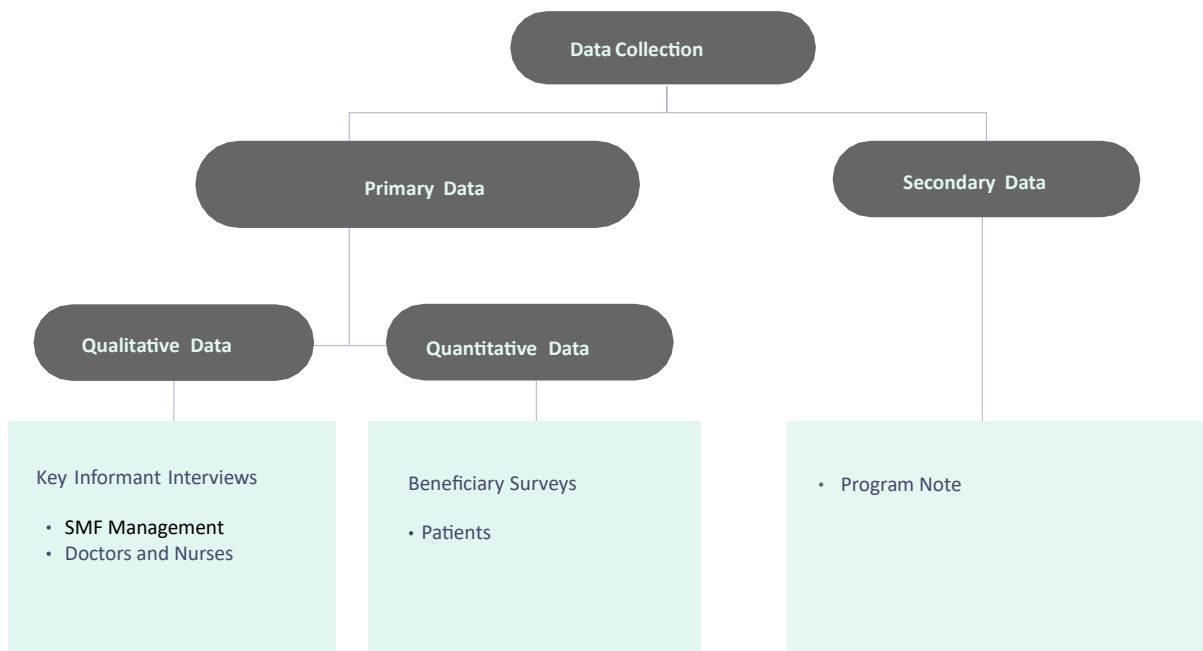 Data Collection
Primary Data
Secondary Data
Qualitative Data
Quantitative Data
Key Informant Interviews
• SMF Management
• Doctors and Nurses
Beneficiary Surveys
• Patients
• Program Note